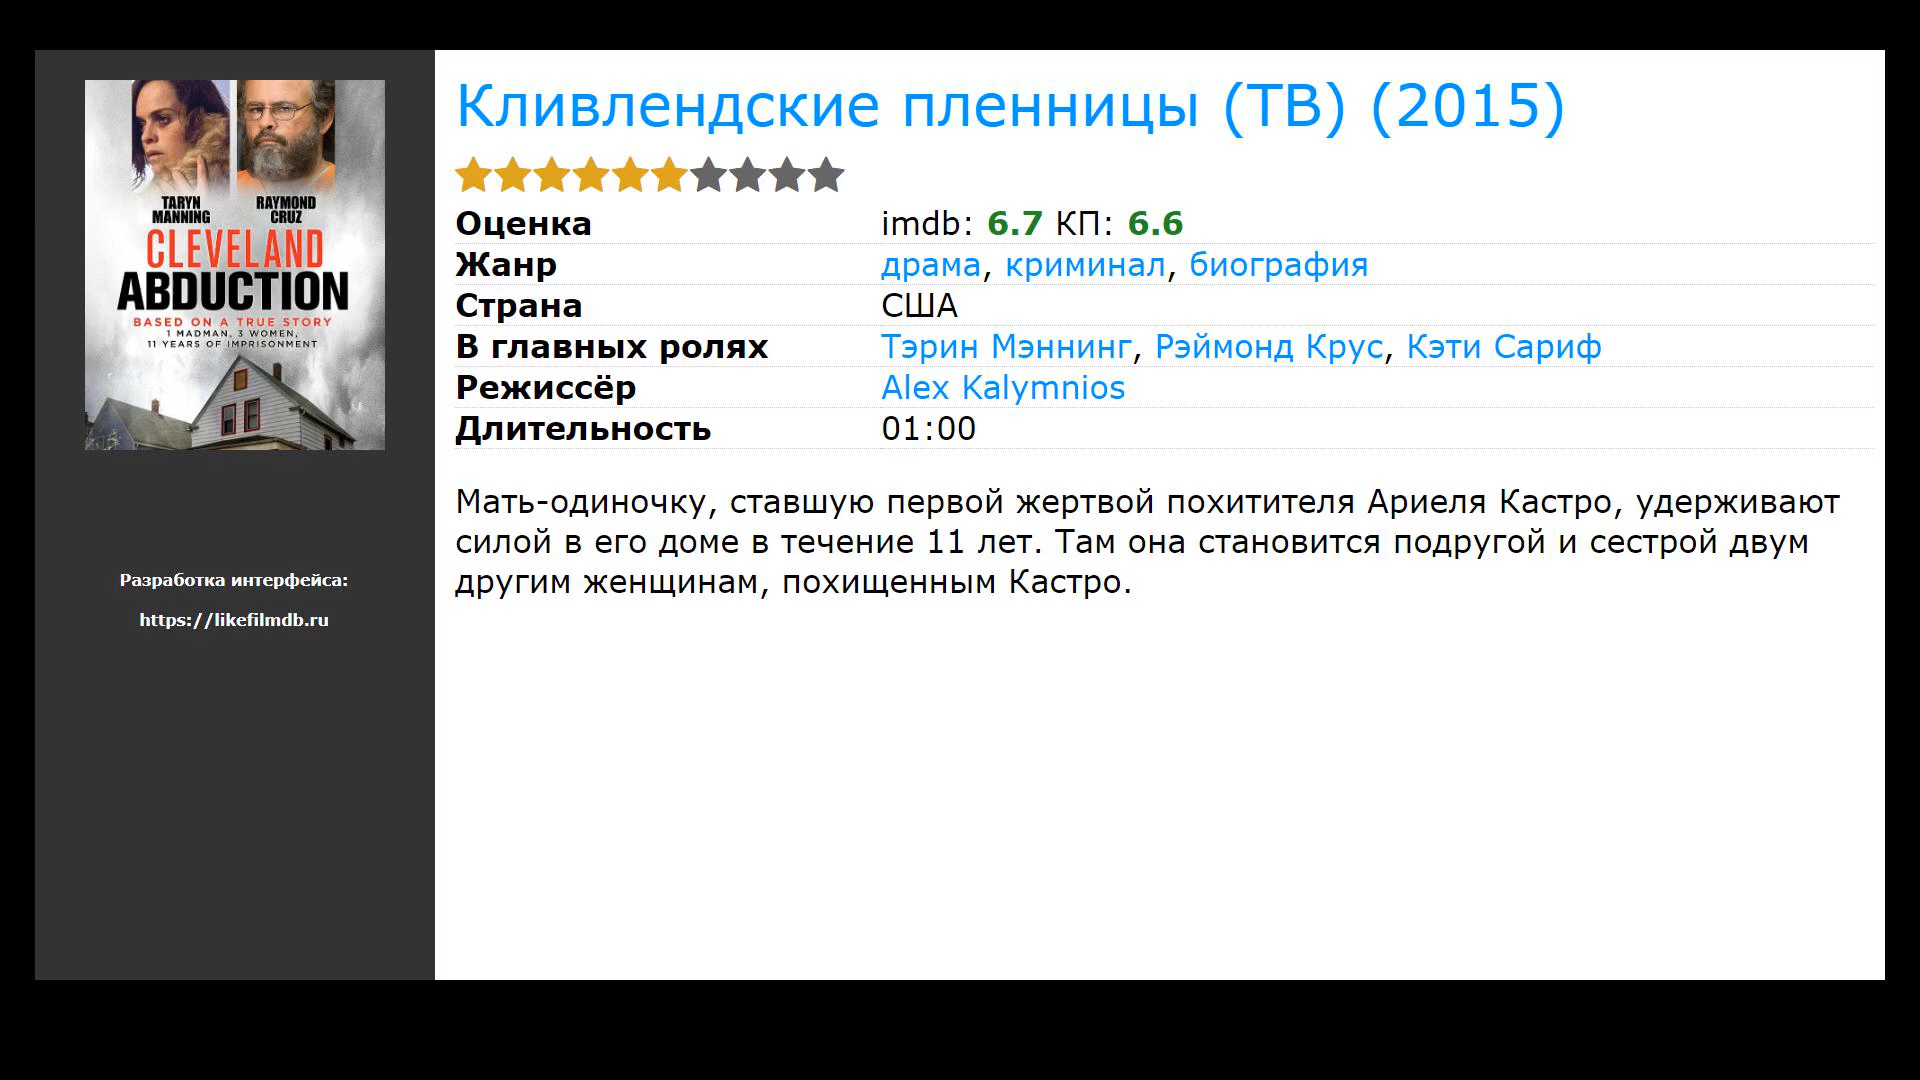 TARYN MANNING
RAYMOND CRUZ
CLEVELAND
ABDUCTION
BASED ON A TRUE STORY
1 MADMAN, 3 WOMEN,
11 YEARS OF IMPRISONMENT
Разработка интерфейса:
https://likefilmdb.ru
Кливлендские пленницы (ТВ) (2015)
Оценка imdb: 6.7 КП: 6.6
Жанр драма, криминал, биография
Страна США
В главных ролях Тэрин Мэннинг, Рэймонд Крус, Кэти Сариф
Режиссёр Alex Kalymnios
Длительность 01:00
Мать-одиночку, ставшую первой жертвой похитителя Ариеля Кастро, удерживают
силой в его доме в течение 11 лет. Там она становится подругой и сестрой двум
другим женщинам, похищенным Кастро.